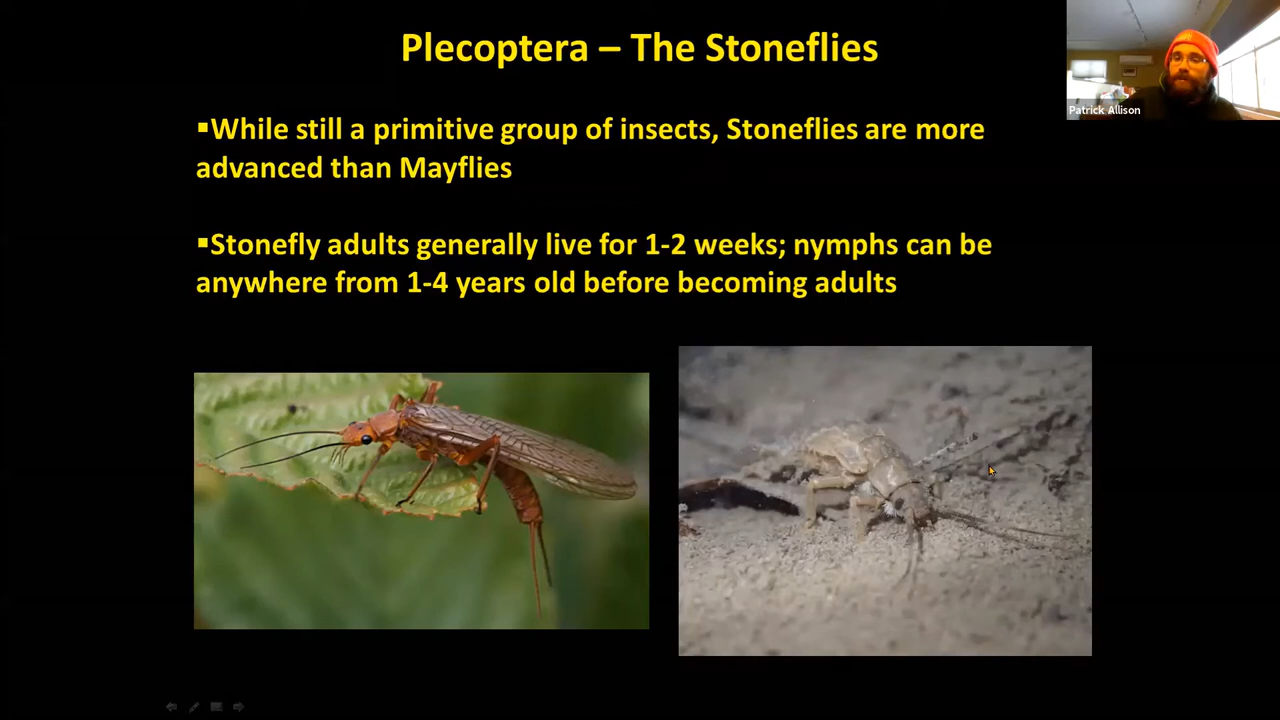 Plecoptera – The Stoneflies
Patrick Allison
▪While still a primitive group of insects, Stoneflies are more
advanced than Mayflies
▪Stonefly adults generally live for 1-2 weeks; nymphs can be
anywhere from 1-4 years old before becoming adults